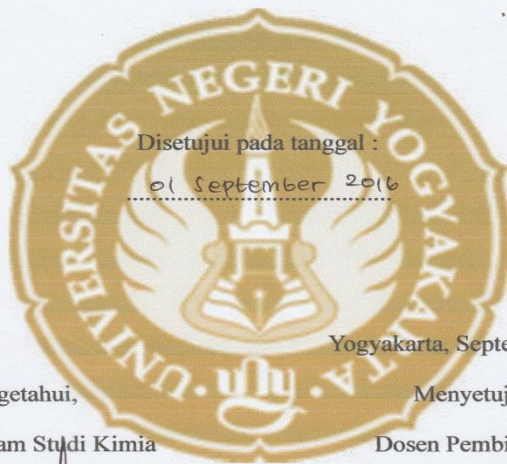 UNIVERSITAS NEGERI YOGYAKARTA
Disetujui pada tanggal :
01 September 2016
Yogyakarta, Septe
getahui,
Menyetuj
am Studi Kimia
Dosen Pembi
uny